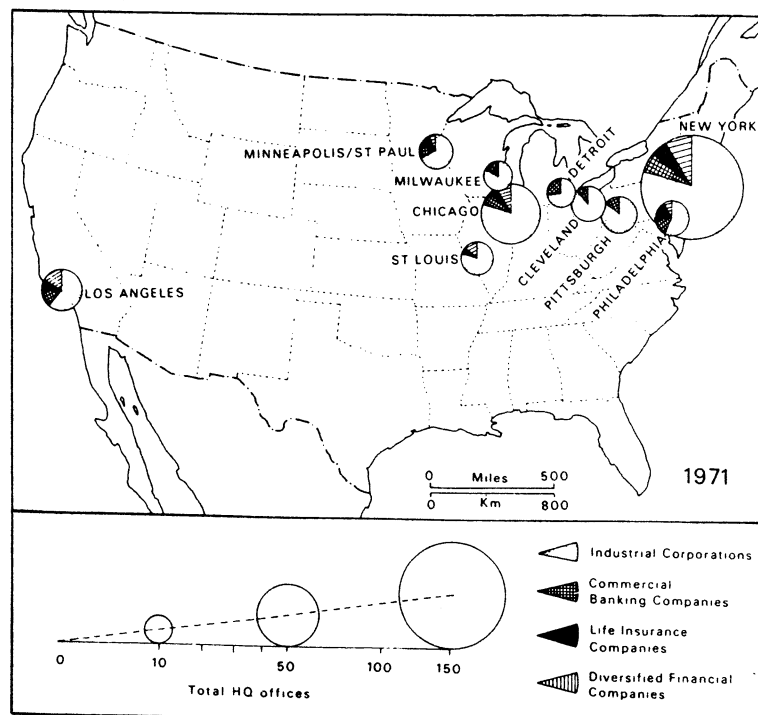 NEW YORK
DETROIT
MINNEAPOLIS/ST PAUL
MILWAUKEE
CHICAGO
CLEVELAND
PITTSBURGH
PHILADELPHIA
ST LOUIS
LOS ANGELES
0 Miles 500
0 Km 800
1971
0 10 50 100 150
Total HQ offices
Industrial Corporations
Commercial
Banking Companies
Life Insurance
Companies
Diversified Financial
Companies